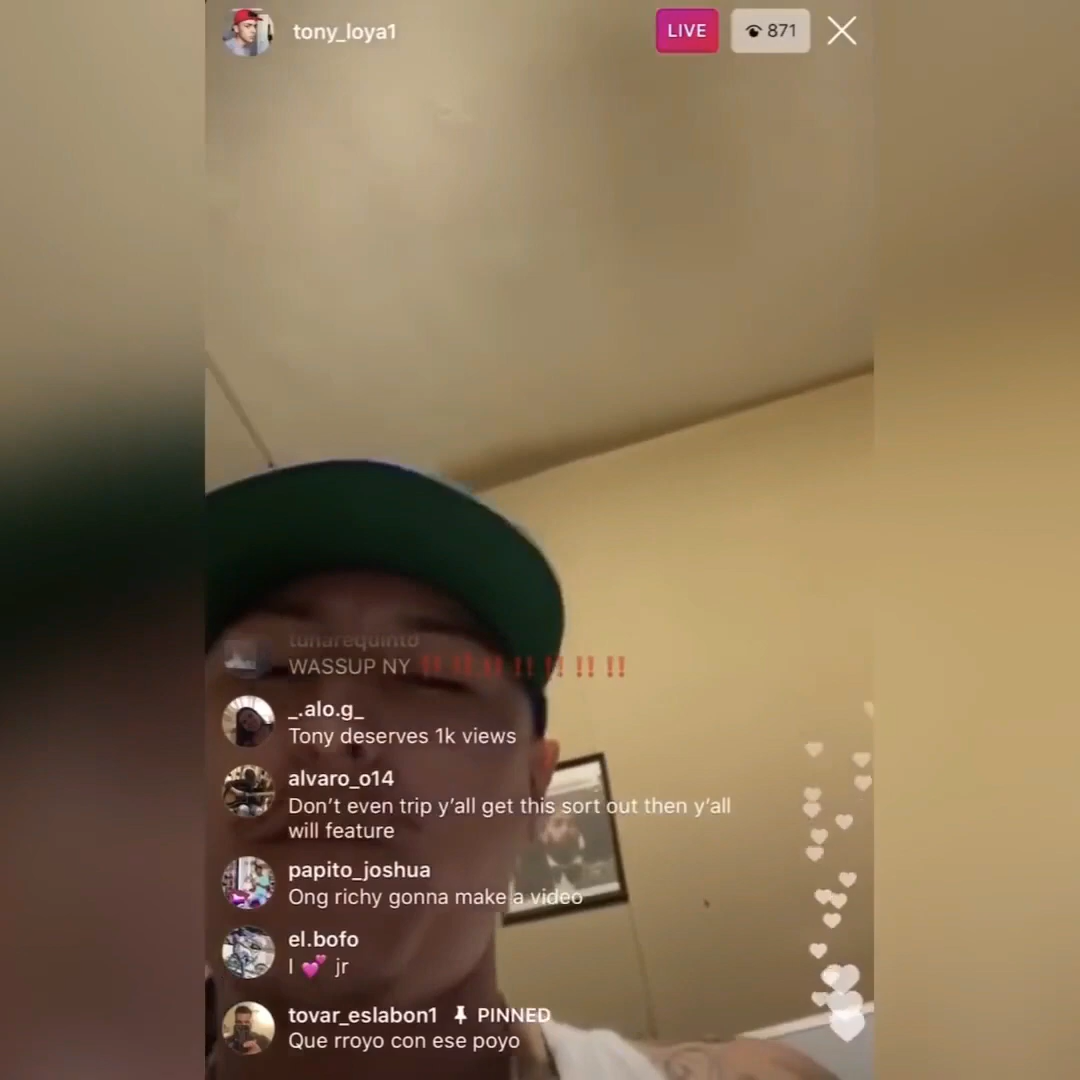 tony_loya1
LIVE
871
tunarequinto
WASSUP NY ‼️‼️‼️‼️‼️‼️‼️
_.alo.g_
Tony deserves 1k views
alvaro_o14
Don’t even trip y’all get this sort out then y’all
will feature
papito_joshua
Ong richy gonna make a video
el.bofo
I 💕 jr
tovar_eslabon1 PINNED
Que rroyo con ese poyo